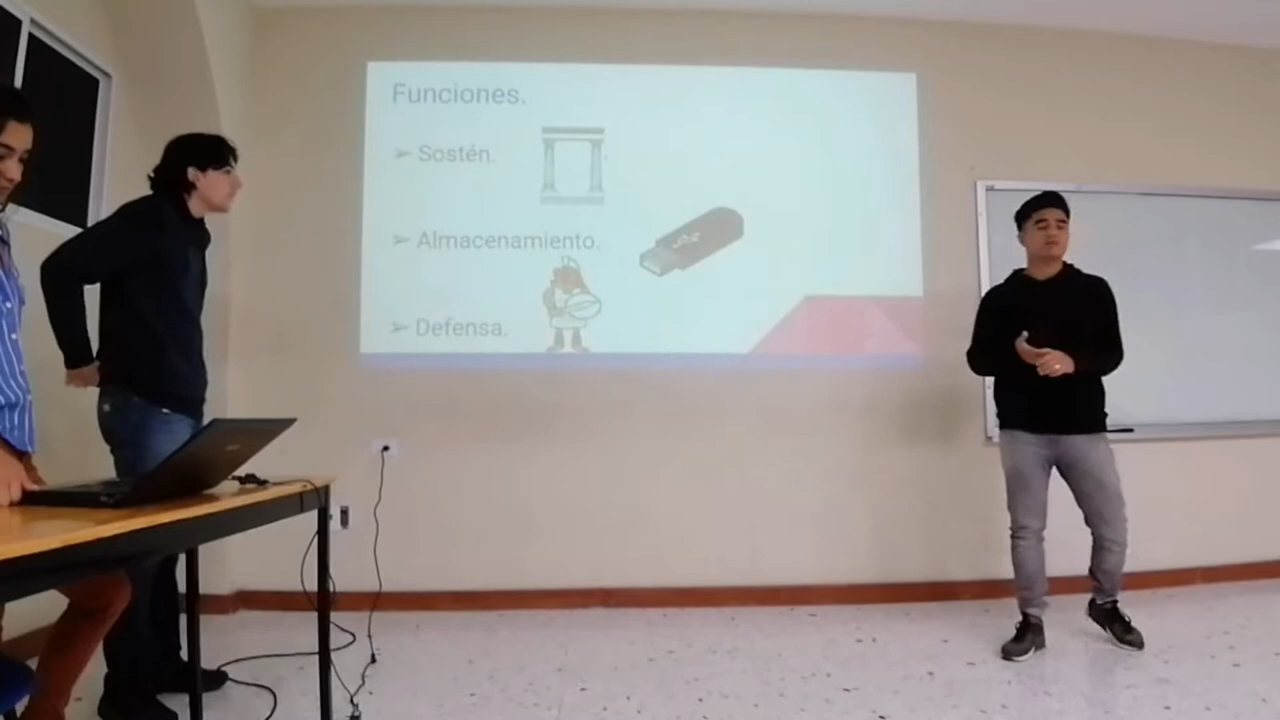 Funciones.
➢ Sostén.
➢ Almacenamiento.
➢ Defensa.